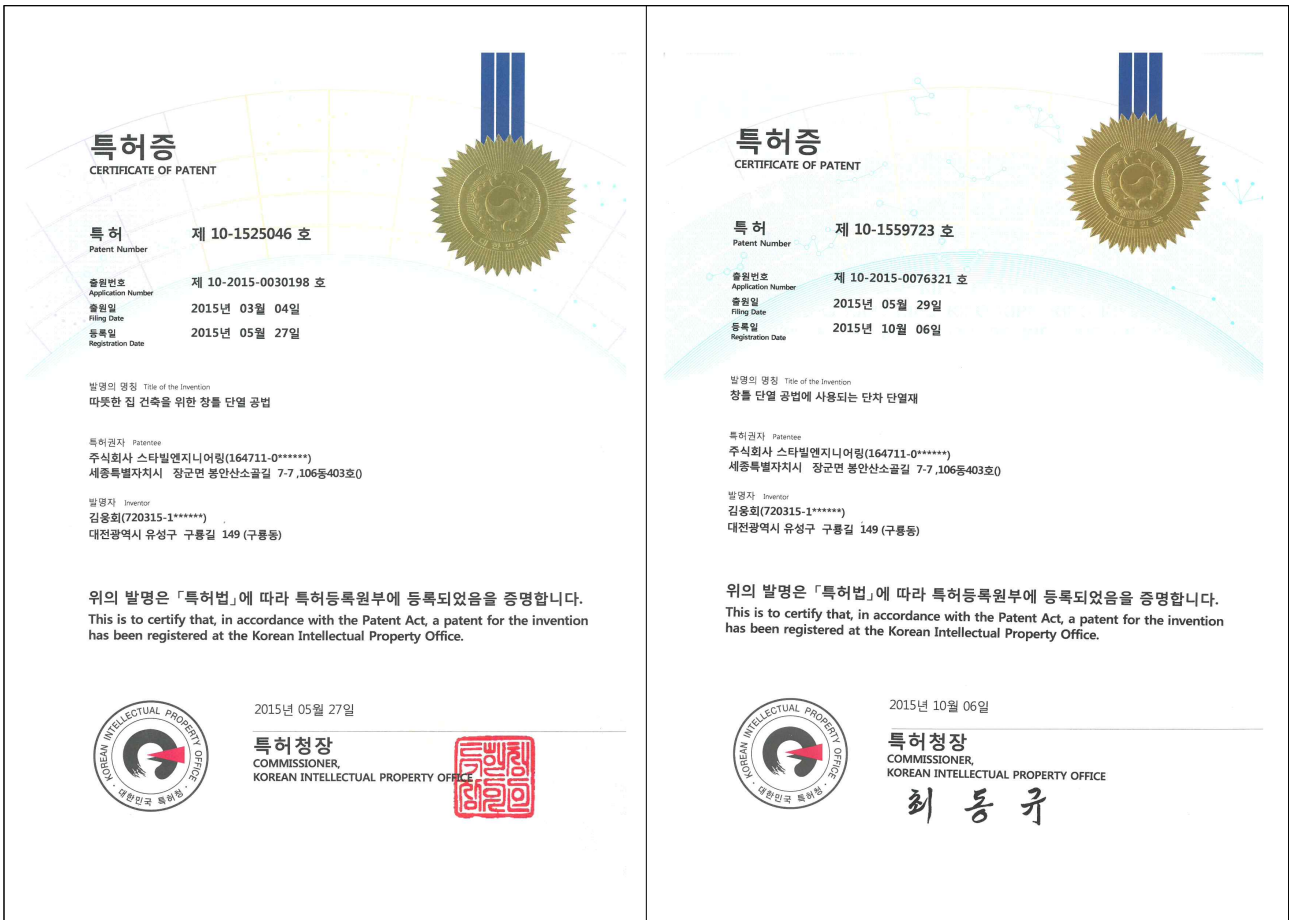 특허증
CERTIFICATE OF PATENT
특 허 제 10-1525046 호
Patent Number
출원번호 제 10-2015-0030198 호
Application Number
출원일 2015년 03월 04일
Filing Date
등록일 2015년 05월 27일
Registration Date
발명의 명칭 Title of the Invention
따뜻한 집 건축을 위한 창틀 단열 공법
특허권자 Patentee
주식회사 스타빌엔지니어링(164711-0******)
세종특별자치시 장군면 봉안산소골길 7-7 ,106동403호()
발명자 Inventor
김웅회(720315-1******)
대전광역시 유성구 구룡길 149 (구룡동)
위의 발명은 「특허법」에 따라 특허등록원부에 등록되었음을 증명합니다.
This is to certify that, in accordance with the Patent Act, a patent for the invention
has been registered at the Korean Intellectual Property Office.
2015년 05월 27일
특허청장
COMMISSIONER,
KOREAN INTELLECTUAL PROPERTY OFFICE
KOREAN INTELLECTUAL PROPERTY OFFICE
대한민국 특허청
특허증
CERTIFICATE OF PATENT
대한민국
특 허 제 10-1559723 호
Patent Number
출원번호 제 10-2015-0076321 호
Application Number
출원일 2015년 05월 29일
Filing Date
등록일 2015년 10월 06일
Registration Date
발명의 명칭 Title of the Invention
창틀 단열 공법에 사용되는 단차 단열재
특허권자 Patentee
주식회사 스타빌엔지니어링(164711-0******)
세종특별자치시 장군면 봉안산소골길 7-7 ,106동403호()
발명자 Inventor
김웅회(720315-1******)
대전광역시 유성구 구룡길 149 (구룡동)
위의 발명은 「특허법」에 따라 특허등록원부에 등록되었음을 증명합니다.
This is to certify that, in accordance with the Patent Act, a patent for the invention
has been registered at the Korean Intellectual Property Office.
2015년 10월 06일
특허청장
COMMISSIONER,
KOREAN INTELLECTUAL PROPERTY OFFICE
최 동 규
KOREAN INTELLECTUAL PROPERTY OFFICE
대한민국 특허청